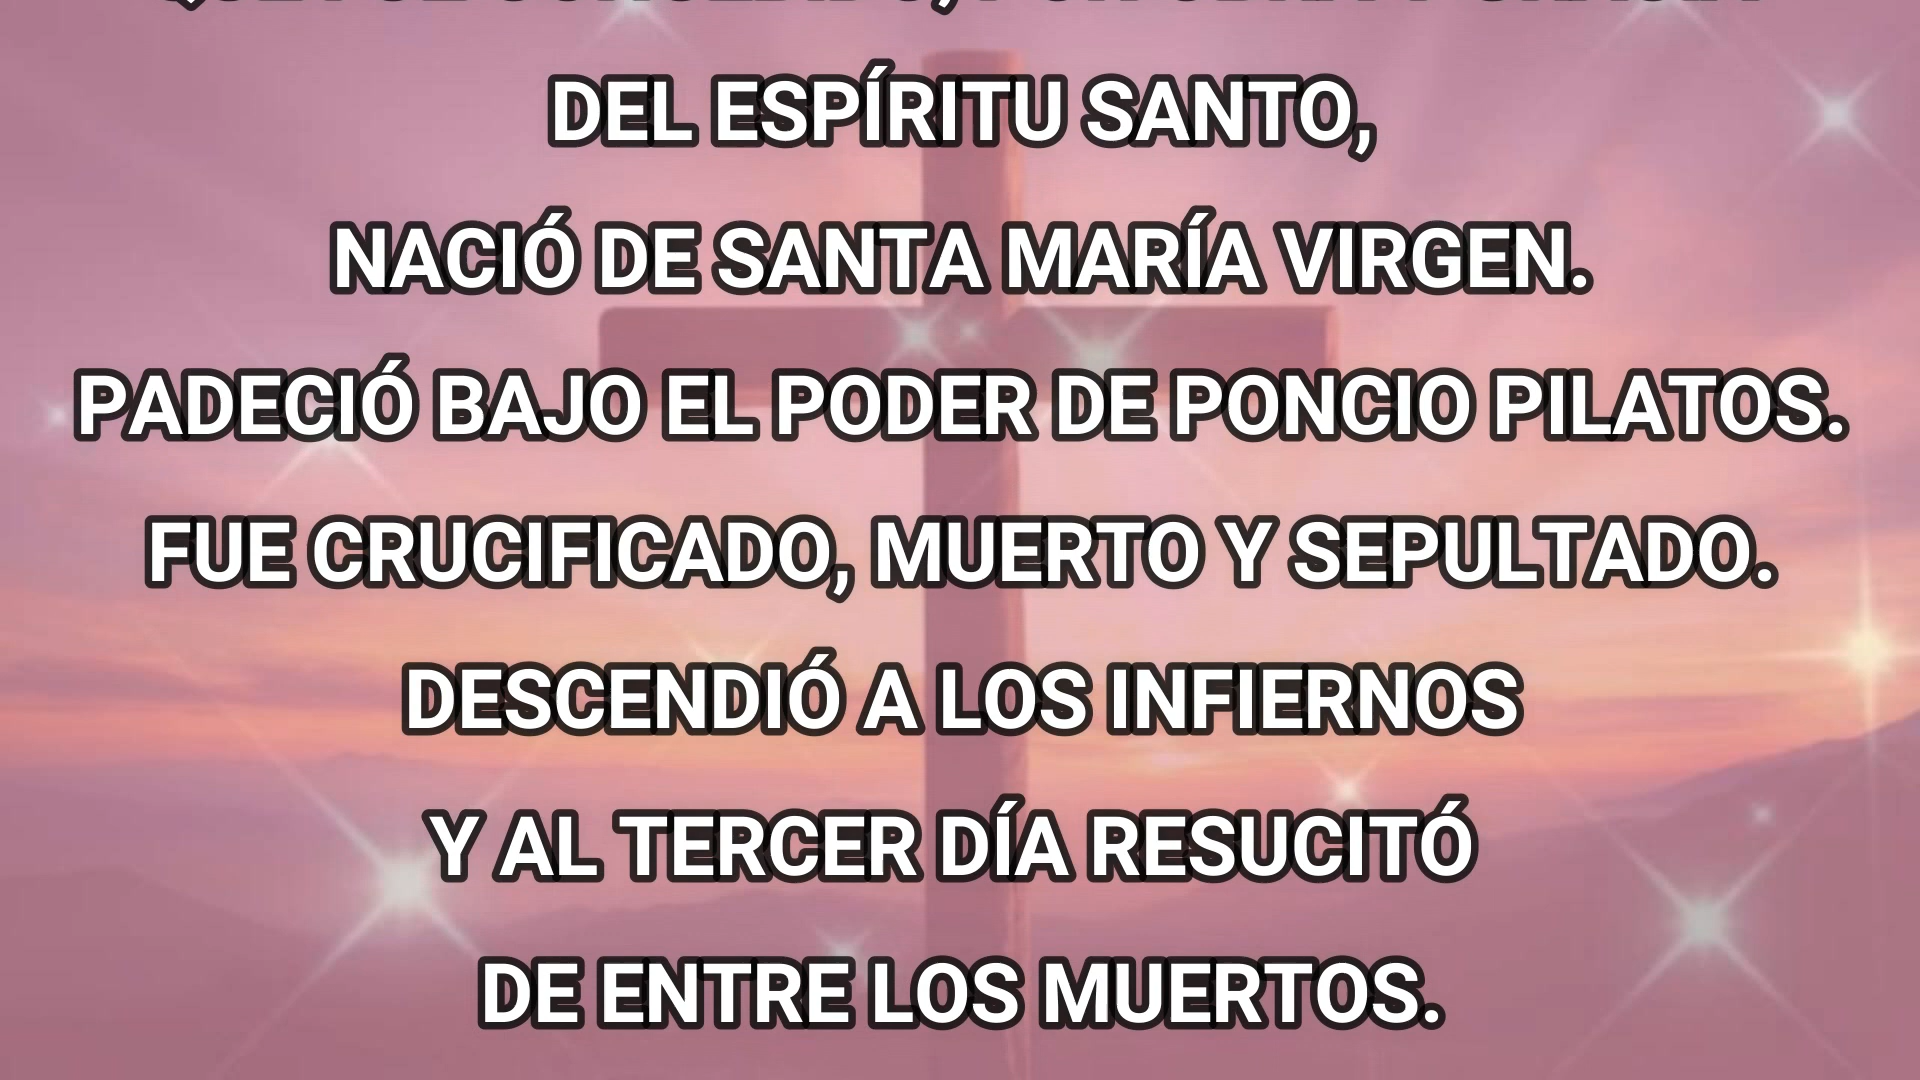 DEL ESPÍRITU SANTO,
NACIÓ DE SANTA MARÍA VIRGEN.
PADECIÓ BAJO EL PODER DE PONCIO PILATOS.
FUE CRUCIFICADO, MUERTO Y SEPULTADO.
DESCENDIÓ A LOS INFIERNOS
Y AL TERCER DÍA RESUCITÓ
DE ENTRE LOS MUERTOS.